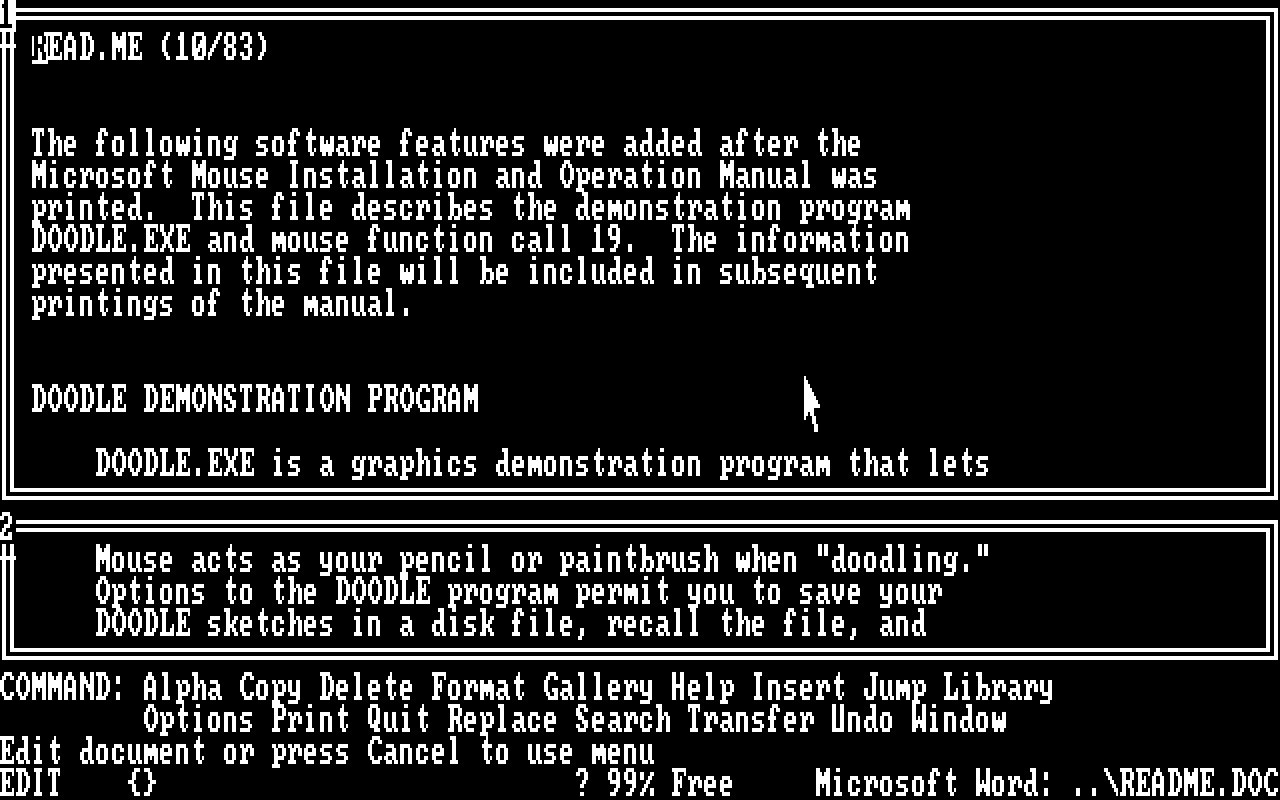 1
READ.ME (10/83)
The following software features were added after the
Microsoft Mouse Installation and Operation Manual was
printed.  This file describes the demonstration program
DOODLE.EXE and mouse function call 19.  The information
presented in this file will be included in subsequent
printings of the manual.
DOODLE DEMONSTRATION PROGRAM
DOODLE.EXE is a graphics demonstration program that lets
2
Mouse acts as your pencil or paintbrush when "doodling."
Options to the DOODLE program permit you to save your
DOODLE sketches in a disk file, recall the file, and
COMMAND: Alpha Copy Delete Format Gallery Help Insert Jump Library
Options Print Quit Replace Search Transfer Undo Window
Edit document or press Cancel to use menu
EDIT    {}                          ? 99% Free     Microsoft Word: ..\README.DOC